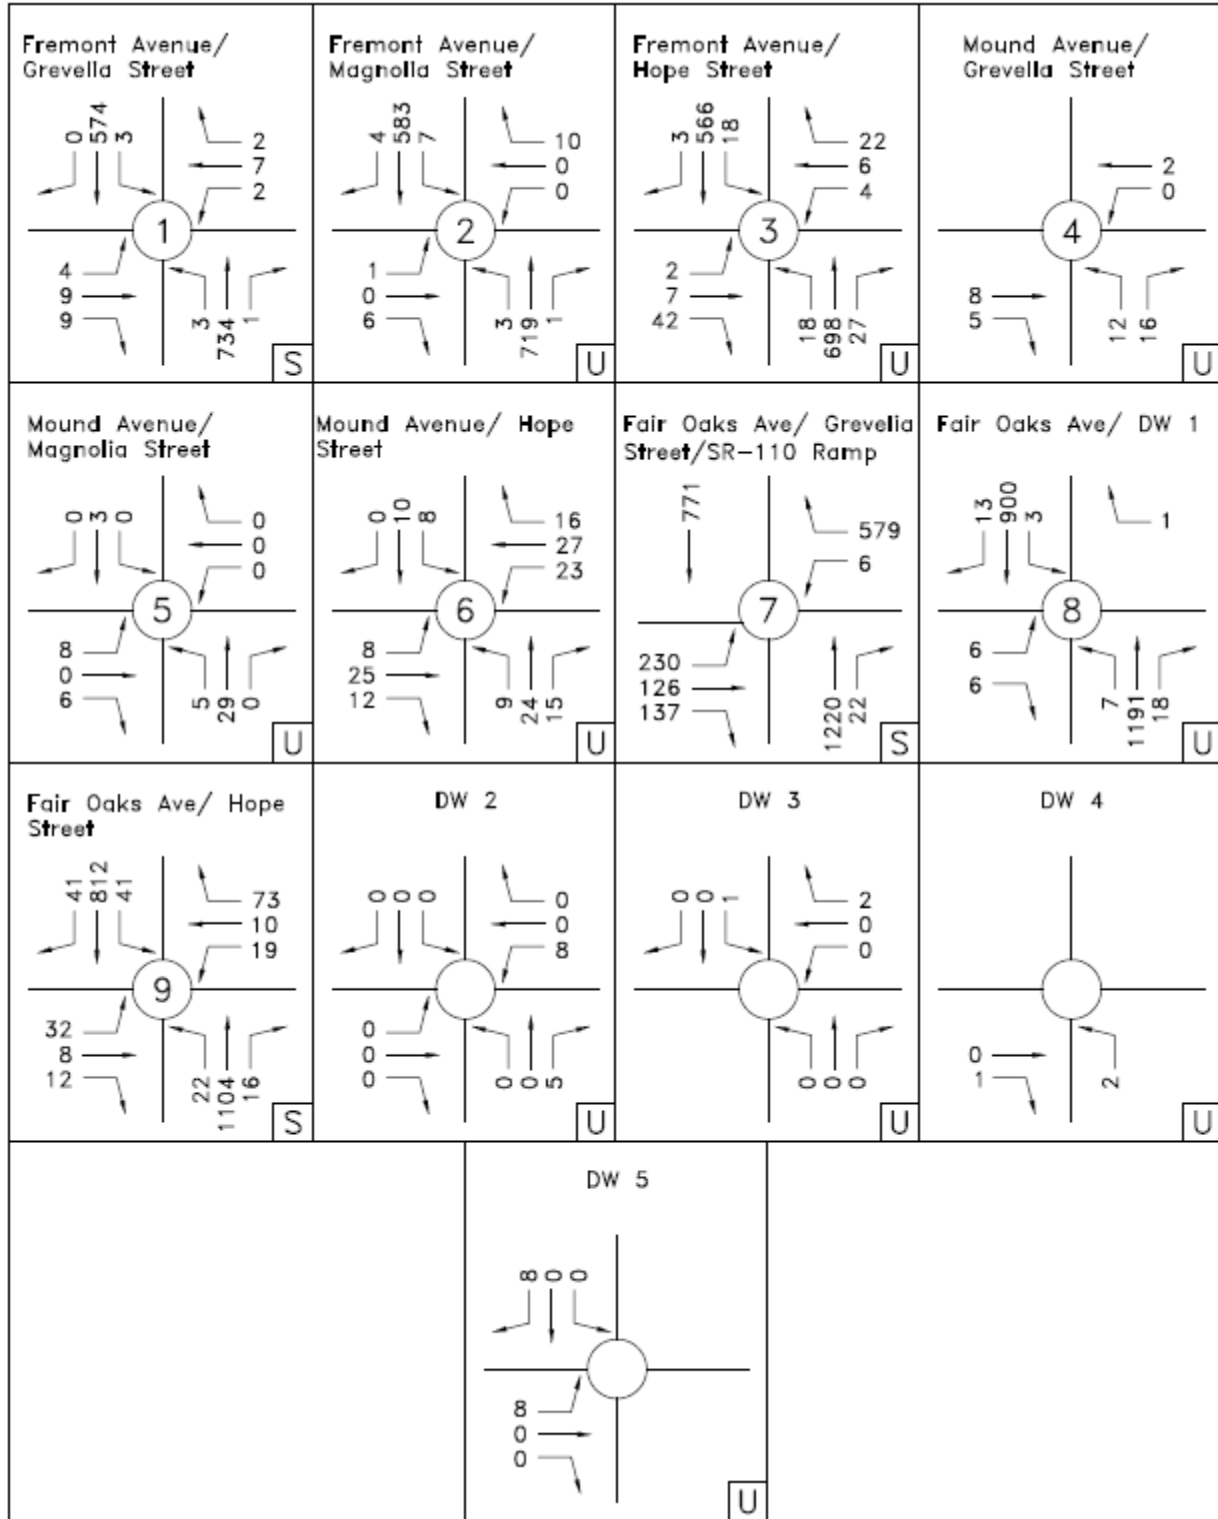 Fremont Avenue/
Grevella Street
0 574 3
2
7
2
1
4
9
9
3 734 1
S
Fremont Avenue/
Magnolla Street
4 583 7
10
0
0
2
1
0
6
3 719 1
U
Fremont Avenue/
Hope Street
3 566 18
22
6
4
3
2
7
42
18 698 27
U
Mound Avenue/
Grevella Street
2
0
4
8
5
12 16
U
Mound Avenue/
Magnolia Street
0 3 0
0
0
0
5
8
0
6
5 29 0
U
Mound Avenue/ Hope
Street
0 10 8
16
27
23
6
8
25
12
9 24 15
U
Fair Oaks Ave/ Grevelia
Street/SR-110 Ramp
771
579
6
7
230
126
137
1220 22
S
Fair Oaks Ave/ DW 1
13 900 3
1
8
6
6
7 1191 18
U
Fair Oaks Ave/ Hope
Street
41 812 41
73
10
19
9
32
8
12
22 1104 16
S
DW 2
0 0 0
0
0
8
0
0
0
0 0 5
U
DW 3
0 0 1
2
0
0
0 0 0
U
DW 4
0
1
2
U
DW 5
8 0 0
8
0
0
U